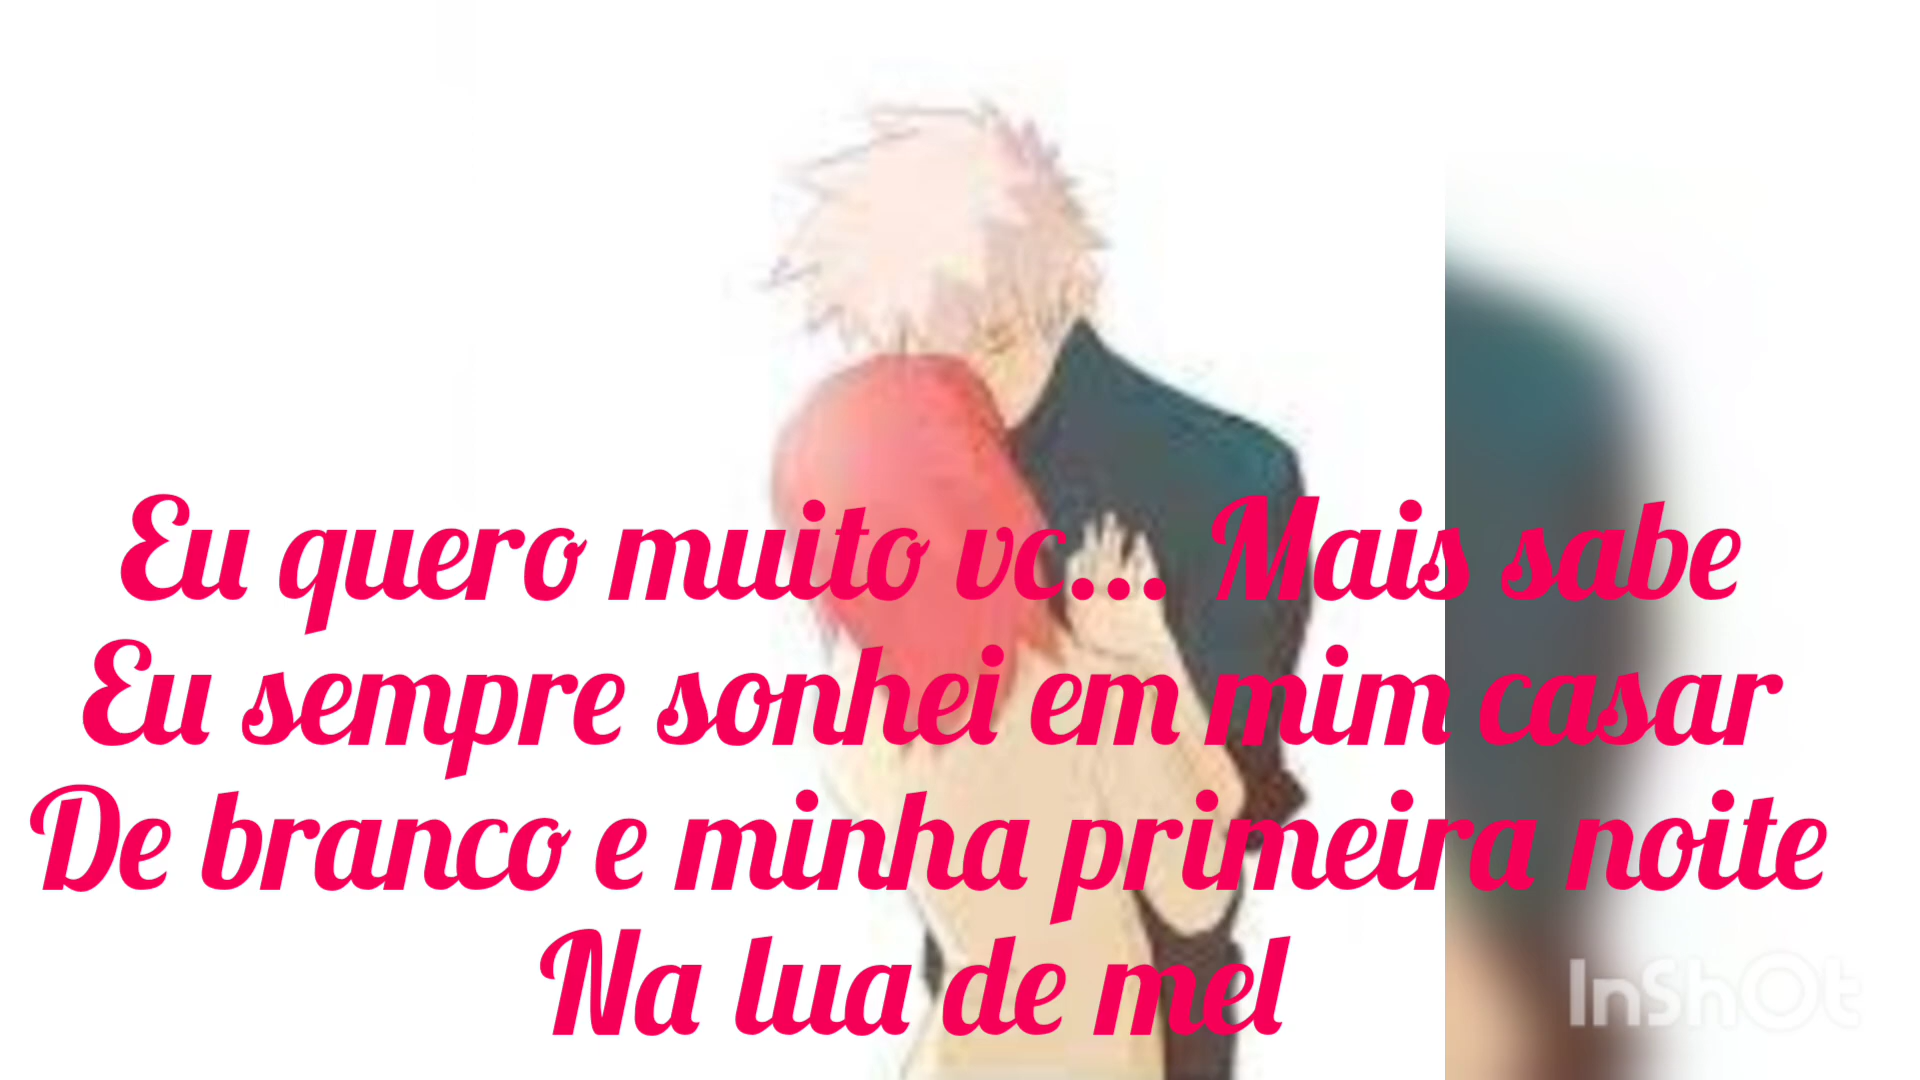 Eu quero muito vc... Mais sabe
Eu sempre sonhei em mim casar
De branco e minha primeira noite
Na lua de mel
InShOt